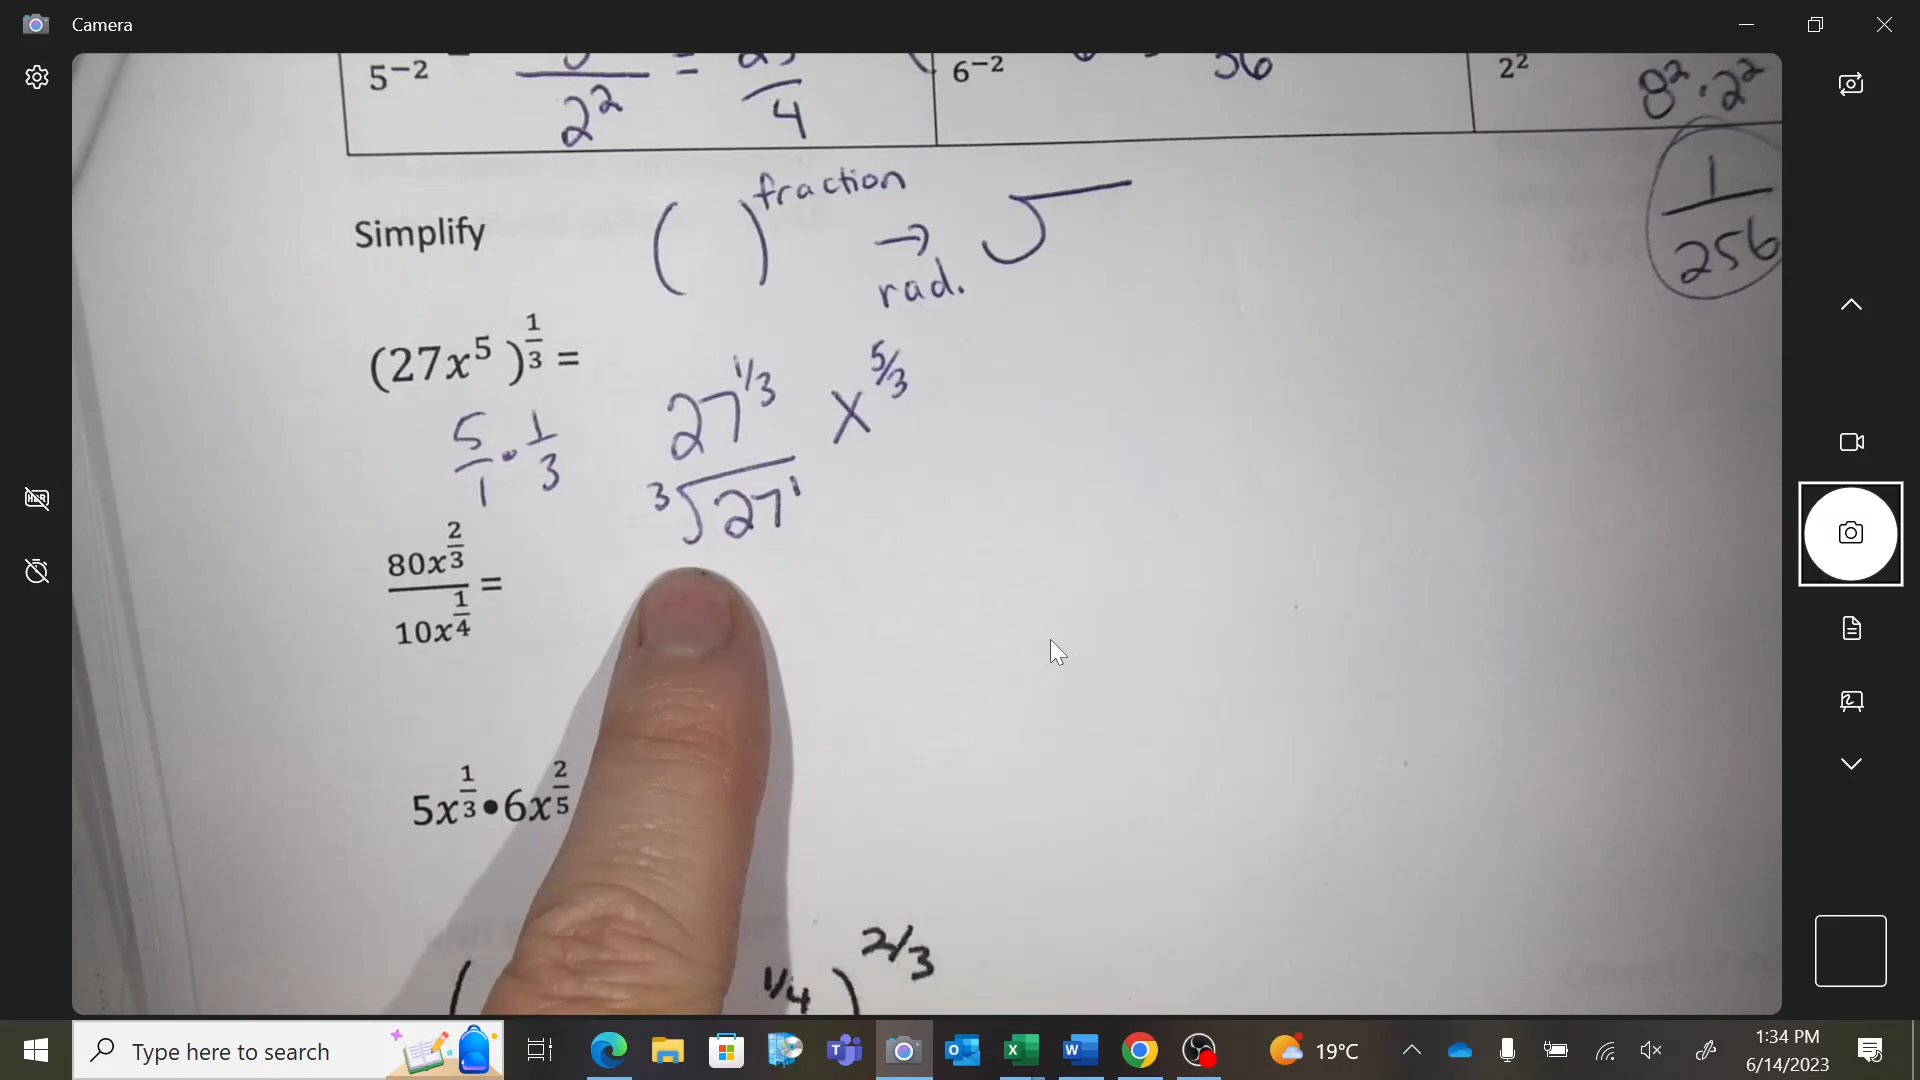 Camera
5⁻² 2² = 4
6⁻² 36
2² 8² · 2²
1/256
Simplify ( )^fraction → rad. √
(27x⁵)^(1/3) = 27^(1/3) x^(5/3)
5/1 · 1/3 ³√27¹
80x^(2/3) / 10x^(1/4) =
5x^(1/3) • 6x^(2/5)
( 1/4 )^(2/3)
Type here to search
19°C
1:34 PM
6/14/2023